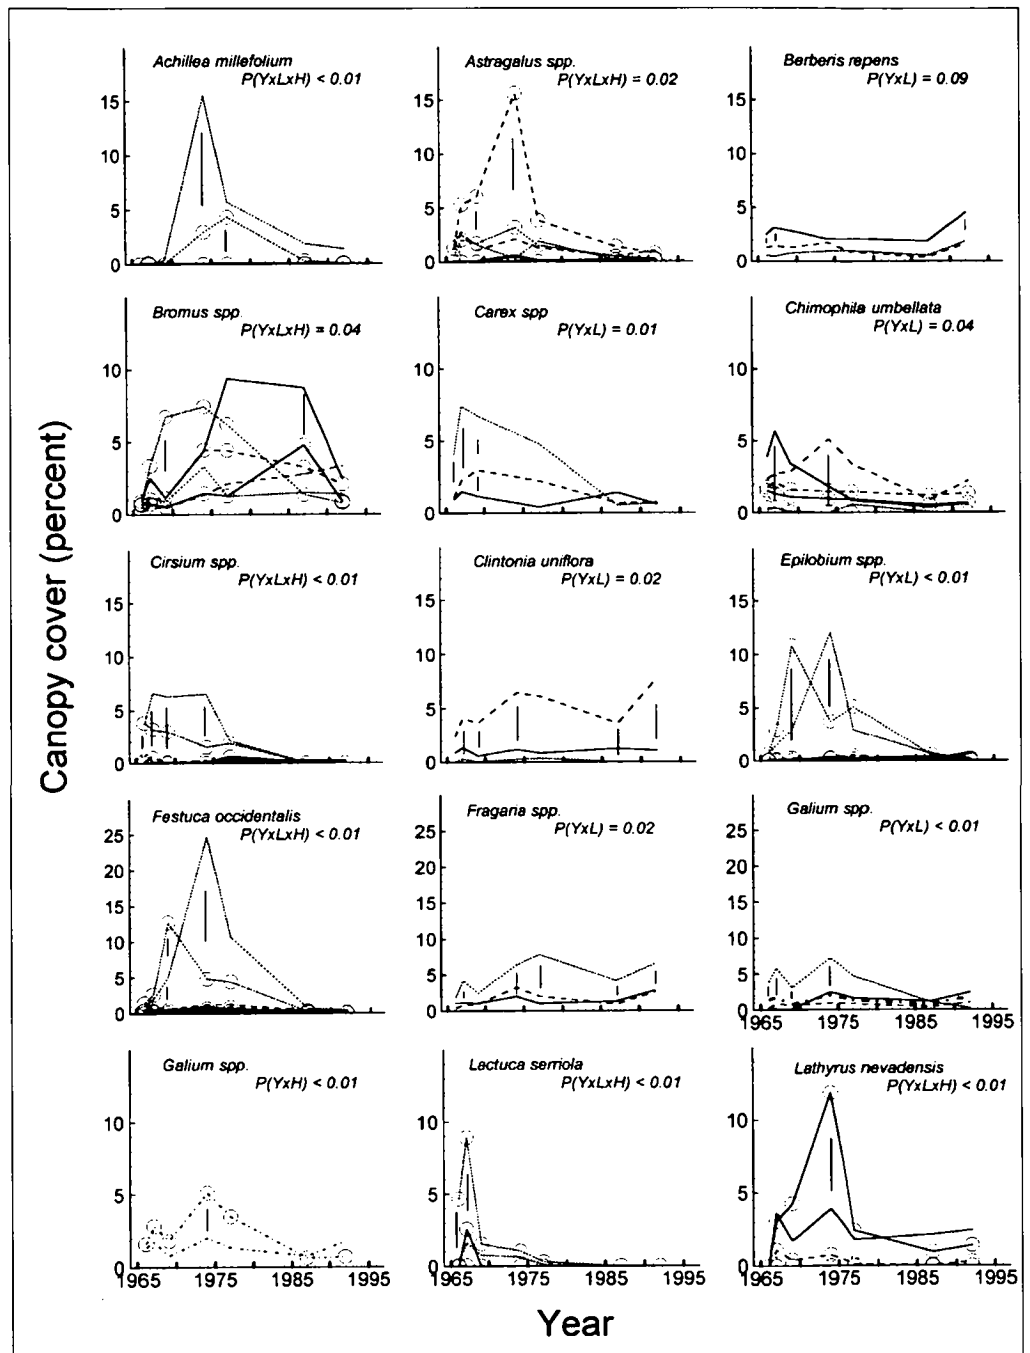 Canopy cover (percent)
Achillea millefolium
P(YxLxH) < 0.01
15
10
5
0
Astragalus spp.
P(YxLxH) = 0.02
15
10
5
0
Berberis repens
P(YxL) = 0.09
15
10
5
0
Bromus spp.
P(YxLxH) = 0.04
10
5
0
Carex spp
P(YxL) = 0.01
10
5
0
Chimophila umbellata
P(YxL) = 0.04
10
5
0
Cirsium spp.
P(YxLxH) < 0.01
15
10
5
0
Clintonia uniflora
P(YxL) = 0.02
15
10
5
0
Epilobium spp.
P(YxL) < 0.01
15
10
5
0
Festuca occidentalis
P(YxLxH) < 0.01
25
20
15
10
5
0
Fragaria spp.
P(YxL) = 0.02
25
20
15
10
5
0
Galium spp.
P(YxL) < 0.01
25
20
15
10
5
0
1965 1975 1985 1995
Galium spp.
P(YxH) < 0.01
10
5
0
1965 1975 1985 1995
Lactuca serriola
P(YxLxH) < 0.01
10
5
0
1965 1975 1985 1995
Lathyrus nevadensis
P(YxLxH) < 0.01
10
5
0
1965 1975 1985 1995
Year